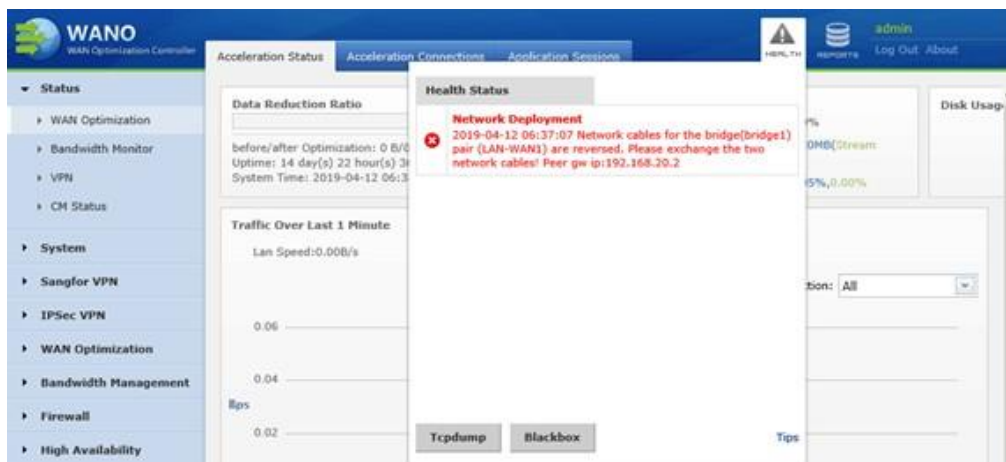 WANO
WAN Optimization Controller
HEALTH
REPORTS
admin
Log Out About
Acceleration Status
Acceleration Connections
Application Sessions
Status
WAN Optimization
Bandwidth Monitor
VPN
CM Status
System
Sangfor VPN
IPSec VPN
WAN Optimization
Bandwidth Management
Firewall
High Availability
Data Reduction Ratio
before/after Optimization: 0 B/0
Uptime: 14 day(s) 22 hour(s)
System Time: 2019-04-12 06:3
Health Status
Network Deployment
2019-04-12 06:37:07 Network cables for the bridge(bridge1)
pair (LAN-WAN1) are reversed. Please exchange the two
network cables! Peer gw ip:192.168.20.2
%
0MB(Stream
5%,0.00%
Disk Usag
Traffic Over Last 1 Minute
Lan Speed:0.00B/s
tion: All
0.06
0.04
Bps
0.02
Tcpdump
Blackbox
Tips